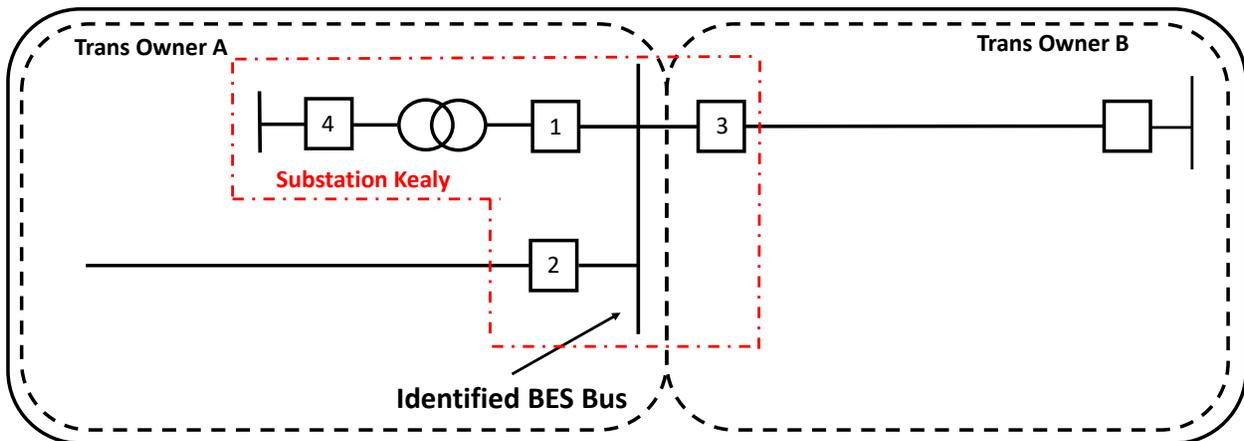 Trans Owner A
Trans Owner B
4
1
3
Substation Kealy
2
Identified BES Bus